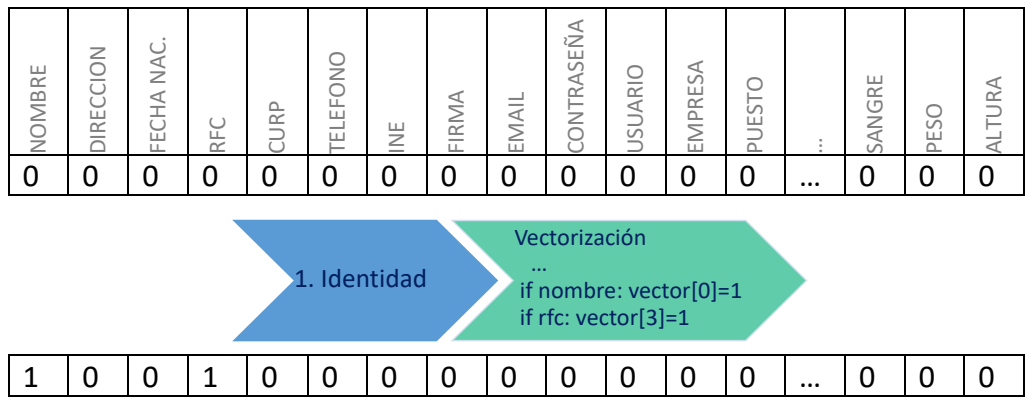 NOMBRE DIRECCION FECHA NAC. RFC CURP TELEFONO INE FIRMA EMAIL CONTRASEÑA USUARIO EMPRESA PUESTO ... SANGRE PESO ALTURA
0 0 0 0 0 0 0 0 0 0 0 0 0 ... 0 0 0
1. Identidad
Vectorización
...
if nombre: vector[0]=1
if rfc: vector[3]=1
1 0 0 1 0 0 0 0 0 0 0 0 0 ... 0 0 0